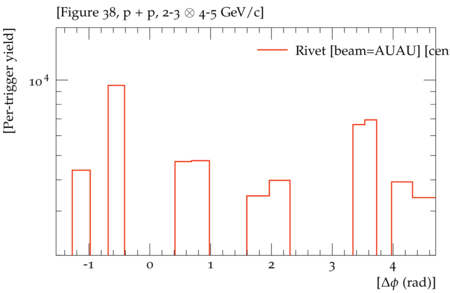 [Figure 38, p + p, 2-3 ⊗ 4-5 GeV/c]
Rivet [beam=AUAU] [cen
[Per-trigger yield]
10⁴
-1 0 1 2 3 4
[Δϕ (rad)]